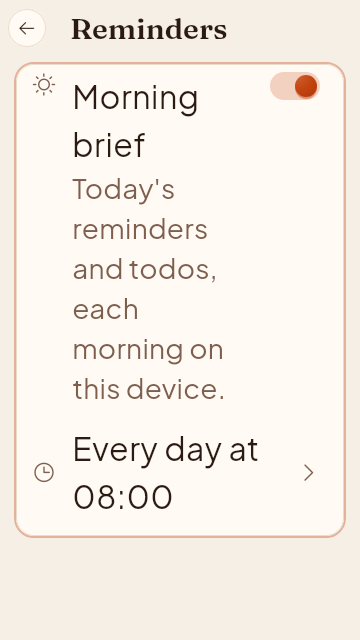 Reminders
Morning
brief
Today's
reminders
and todos,
each
morning on
this device.
Every day at
08:00